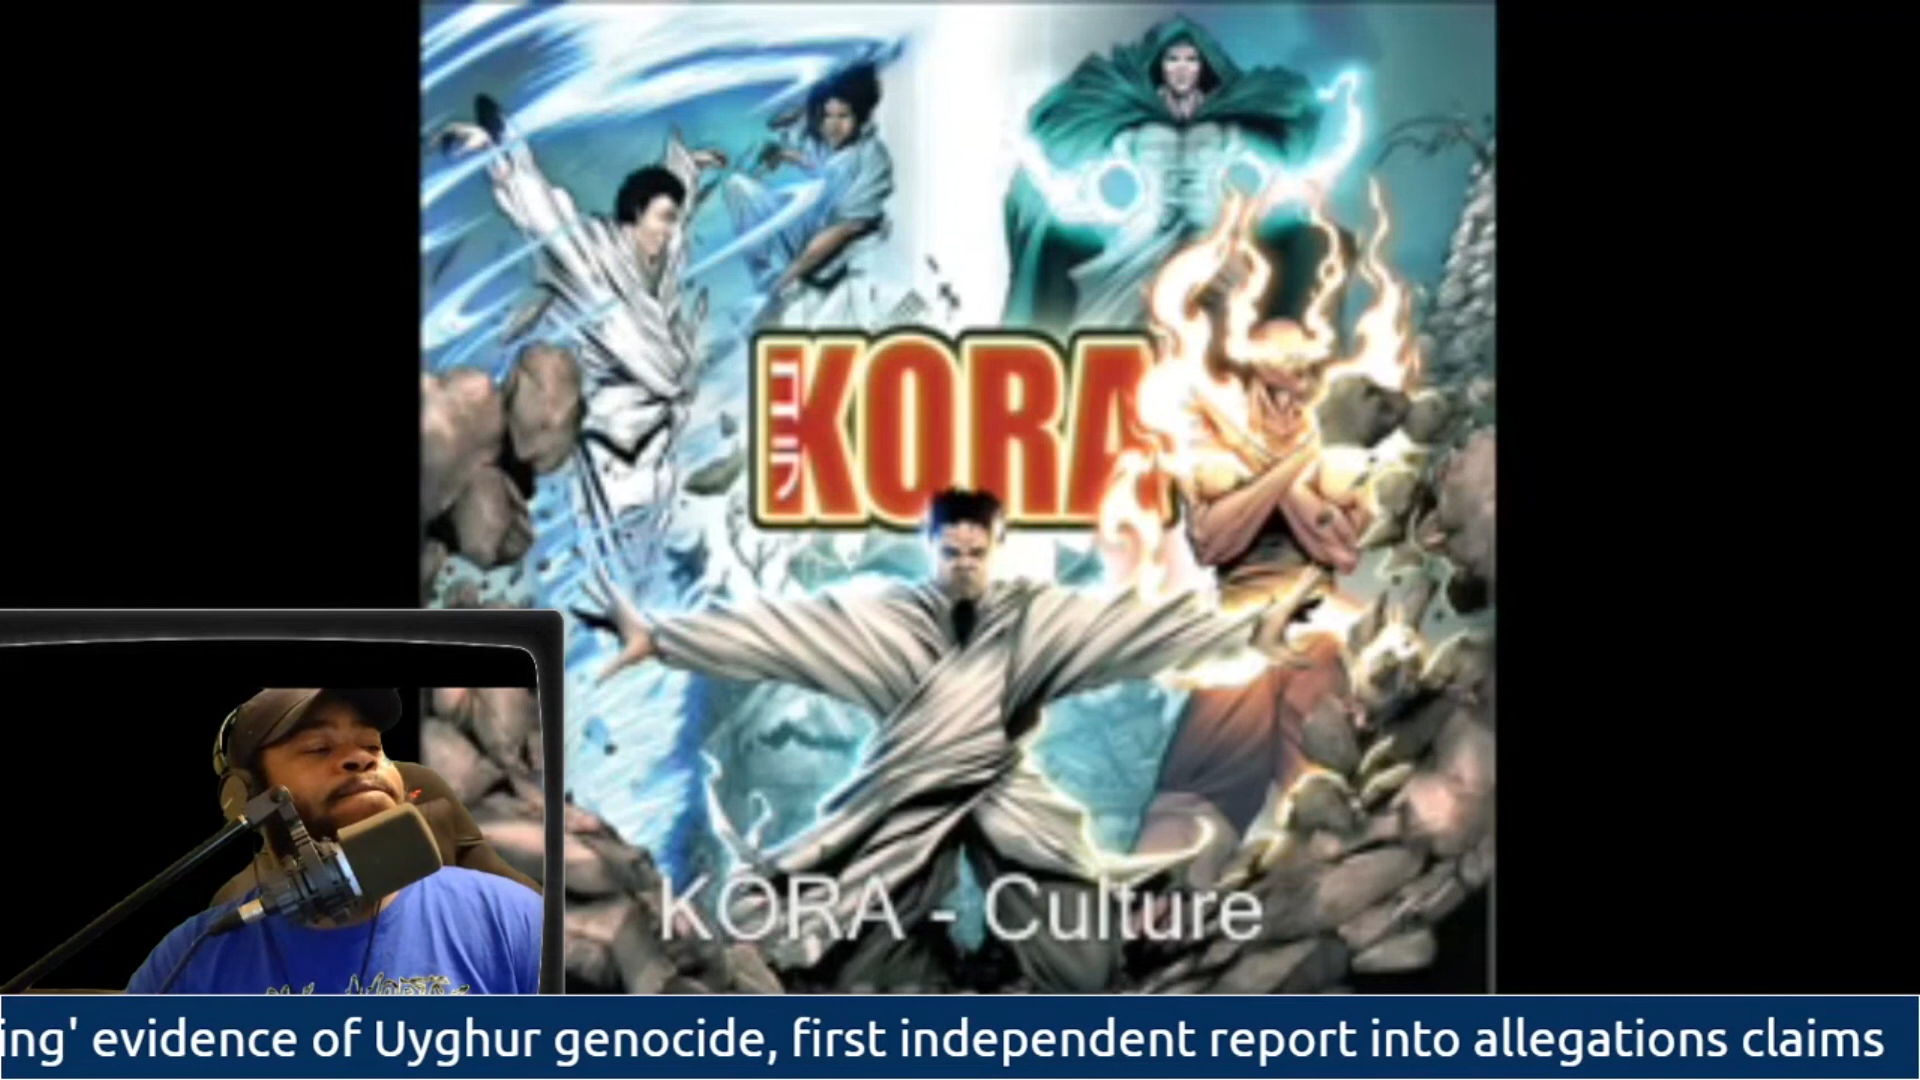 KORA
KORA - Culture
ing' evidence of Uyghur genocide, first independent report into allegations claims